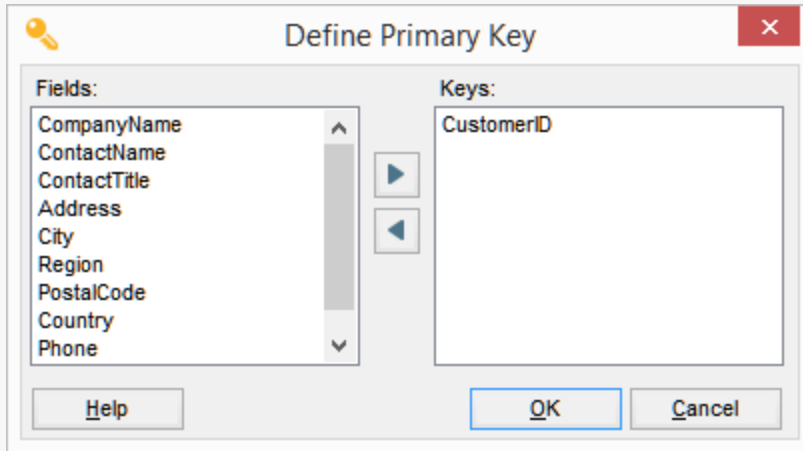 Define Primary Key
Fields:
Keys:
CompanyName
ContactName
ContactTitle
Address
City
Region
PostalCode
Country
Phone
CustomerID
Help
OK
Cancel